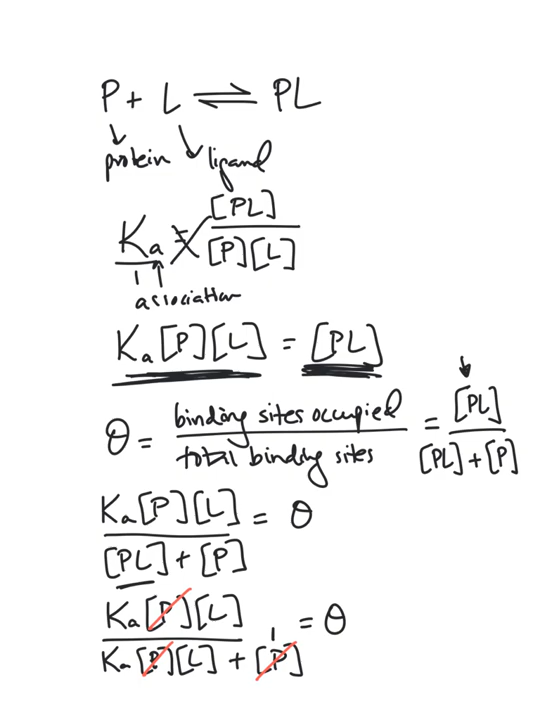 P + L ⇌ PL
protein ligand
Ka = [PL] / [P][L]
association
Ka[P][L] = [PL]
θ = binding sites occupied / total binding sites = [PL] / [PL] + [P]
Ka[P][L] / [PL] + [P] = θ
Ka[P][L] / Ka[P][L] + [P] 1 = θ